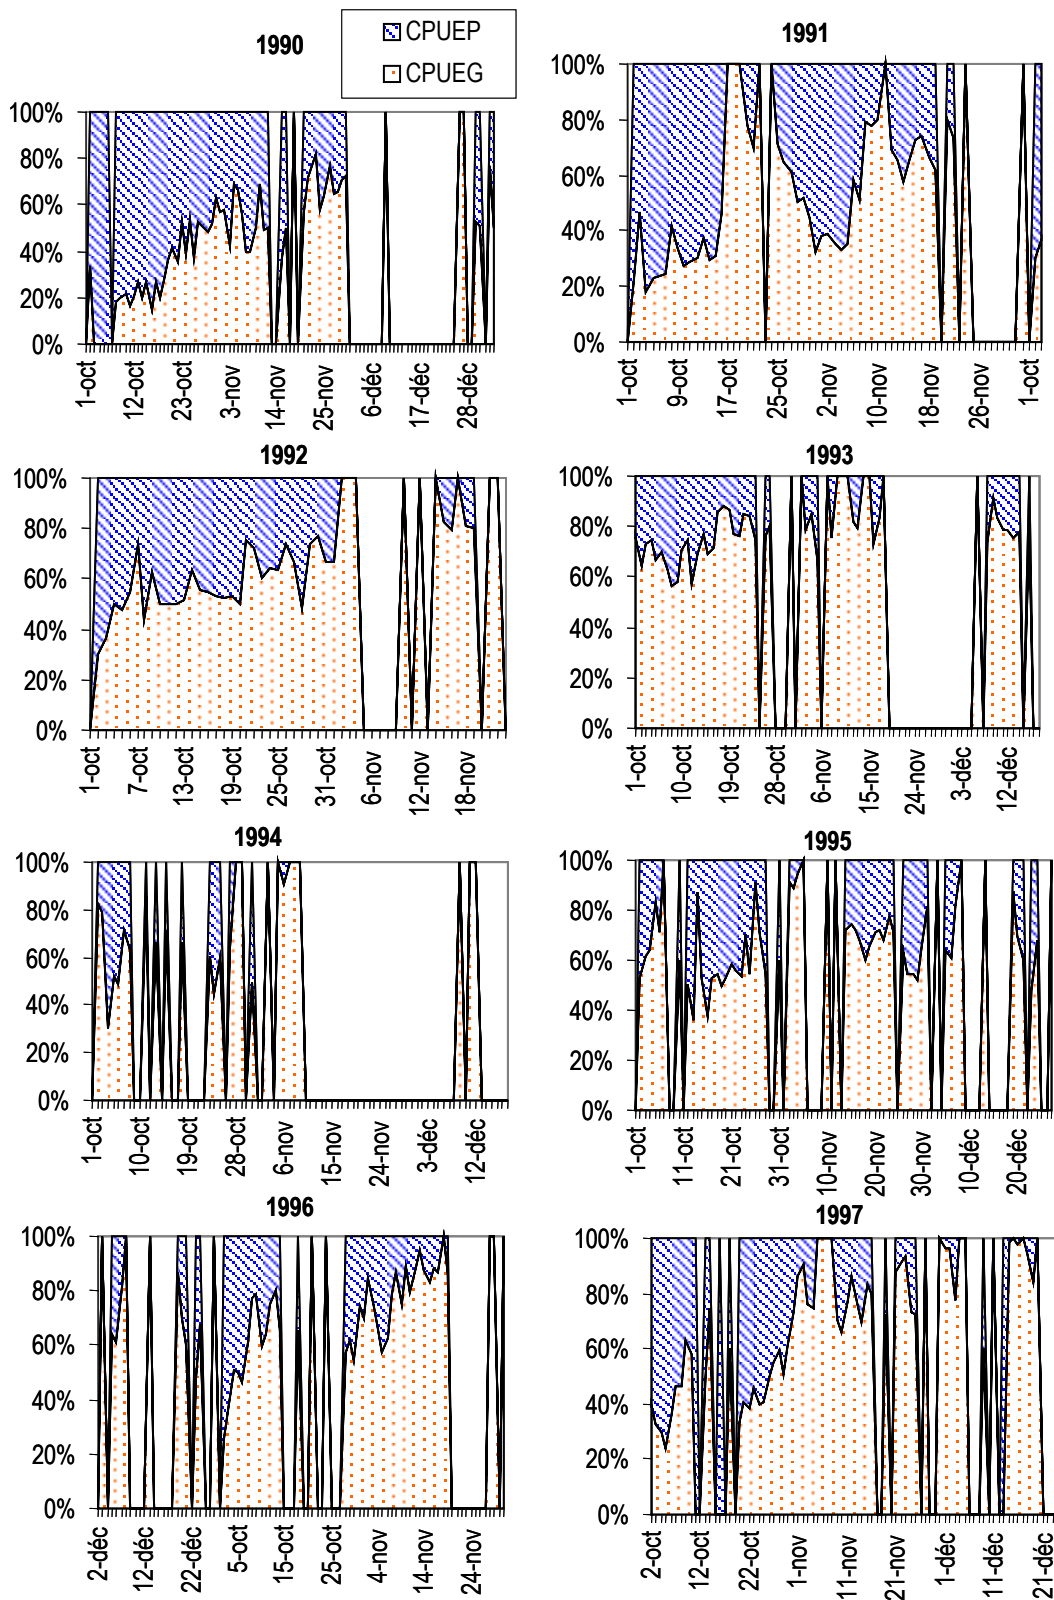 1990
CPUEP
CPUEG
100%
80%
60%
40%
20%
0%
1-oct
12-oct
23-oct
3-nov
14-nov
25-nov
6-déc
17-déc
28-déc
1991
100%
80%
60%
40%
20%
0%
1-oct
9-oct
17-oct
25-oct
2-nov
10-nov
18-nov
26-nov
1-oct
1992
100%
80%
60%
40%
20%
0%
1-oct
7-oct
13-oct
19-oct
25-oct
31-oct
6-nov
12-nov
18-nov
1993
100%
80%
60%
40%
20%
0%
1-oct
10-oct
19-oct
28-oct
6-nov
15-nov
24-nov
3-déc
12-déc
1994
100%
80%
60%
40%
20%
0%
1-oct
10-oct
19-oct
28-oct
6-nov
15-nov
24-nov
3-déc
12-déc
1995
100%
80%
60%
40%
20%
0%
1-oct
11-oct
21-oct
31-oct
10-nov
20-nov
30-nov
10-déc
20-déc
1996
100%
80%
60%
40%
20%
0%
2-déc
12-déc
22-déc
5-oct
15-oct
4-nov
14-nov
24-nov
1997
100%
80%
60%
40%
20%
0%
2-oct
12-oct
22-oct
1-nov
11-nov
21-nov
1-déc
11-déc
21-déc